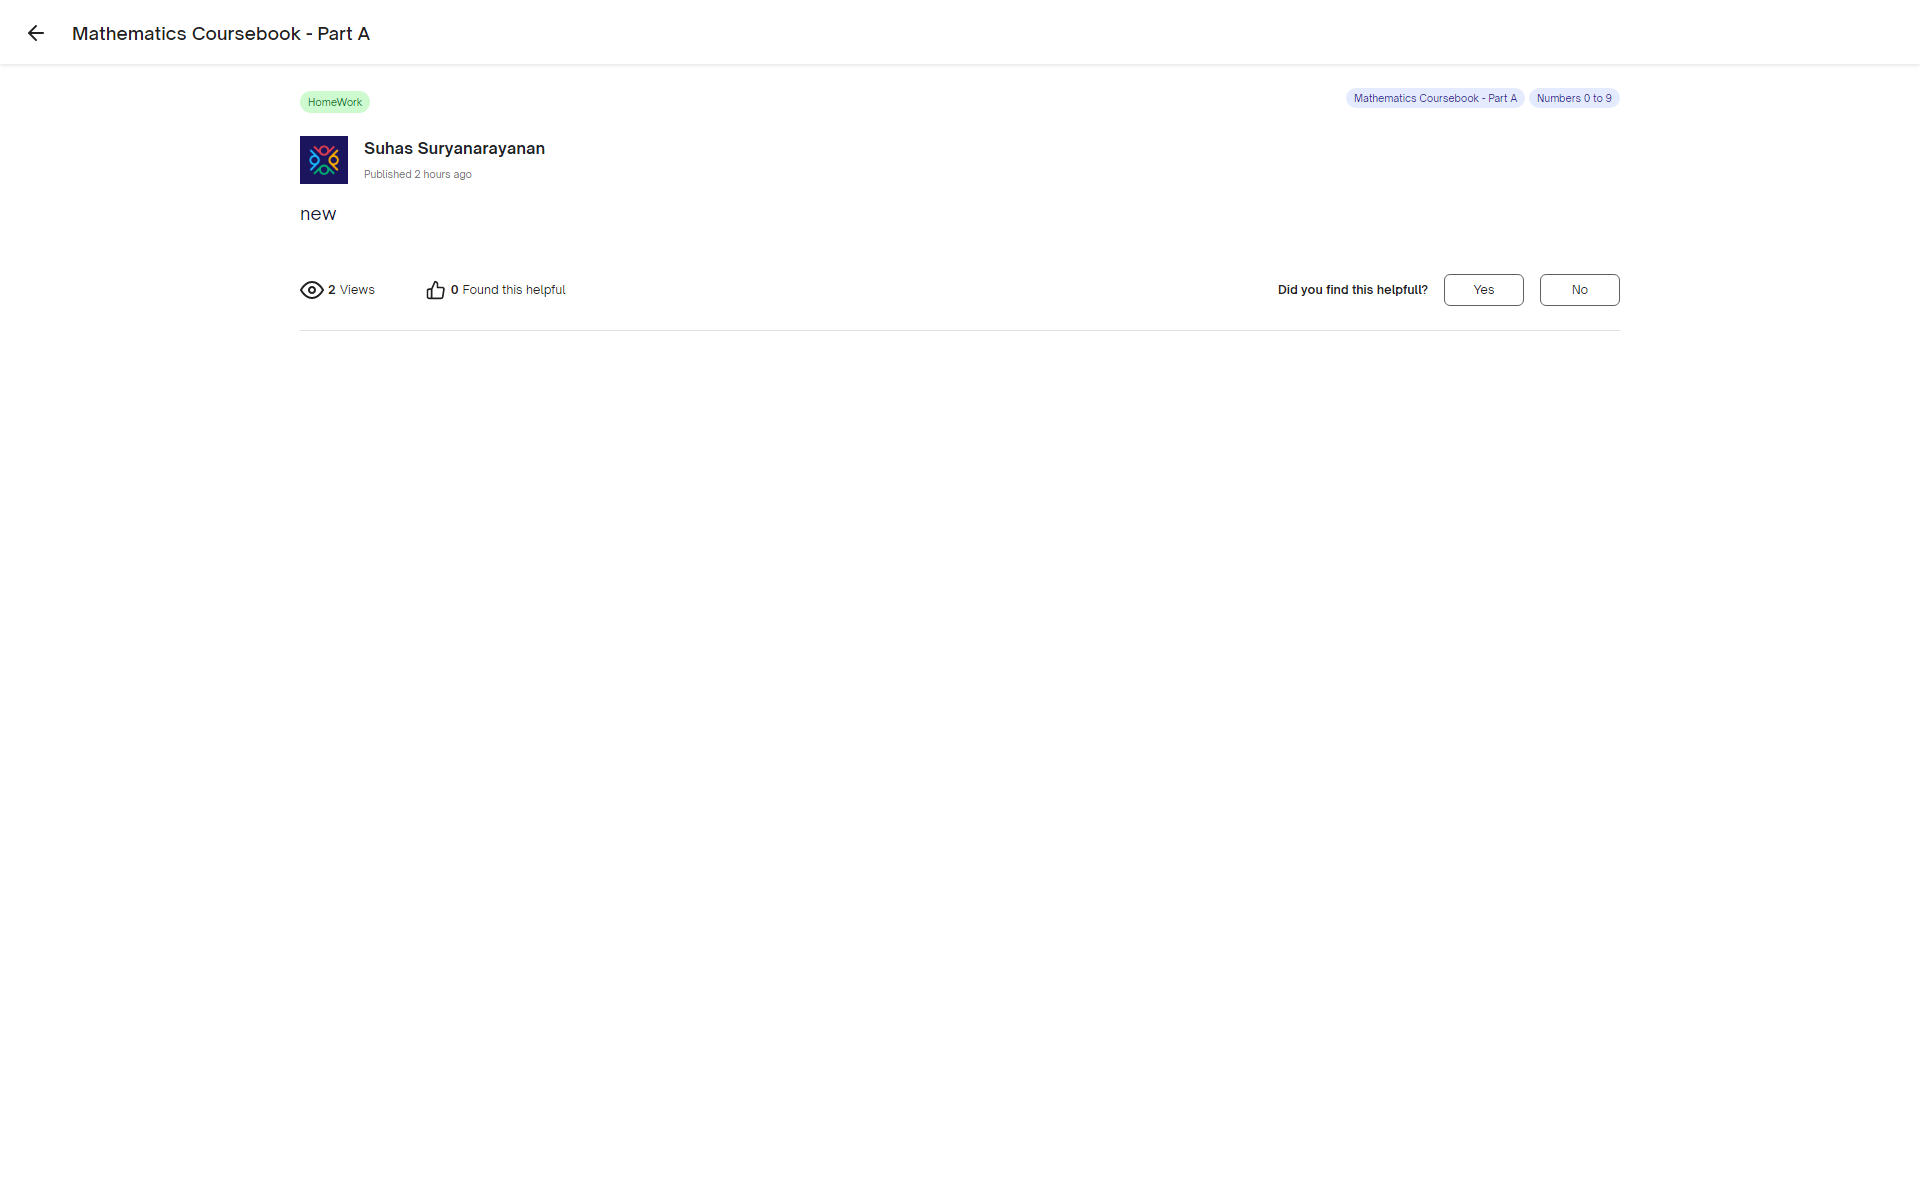 Mathematics Coursebook - Part A
HomeWork
Mathematics Coursebook - Part A
Numbers 0 to 9
Suhas Suryanarayanan
Published 2 hours ago
new
2 Views
0 Found this helpful
Did you find this helpfull?
Yes
No